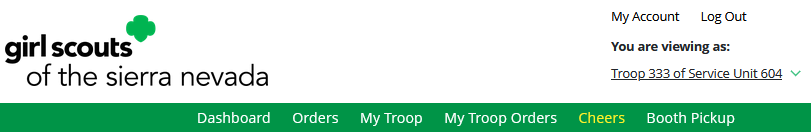 girl scouts
of the sierra nevada
My Account Log Out
You are viewing as:
Troop 333 of Service Unit 604
Dashboard Orders My Troop My Troop Orders Cheers Booth Pickup